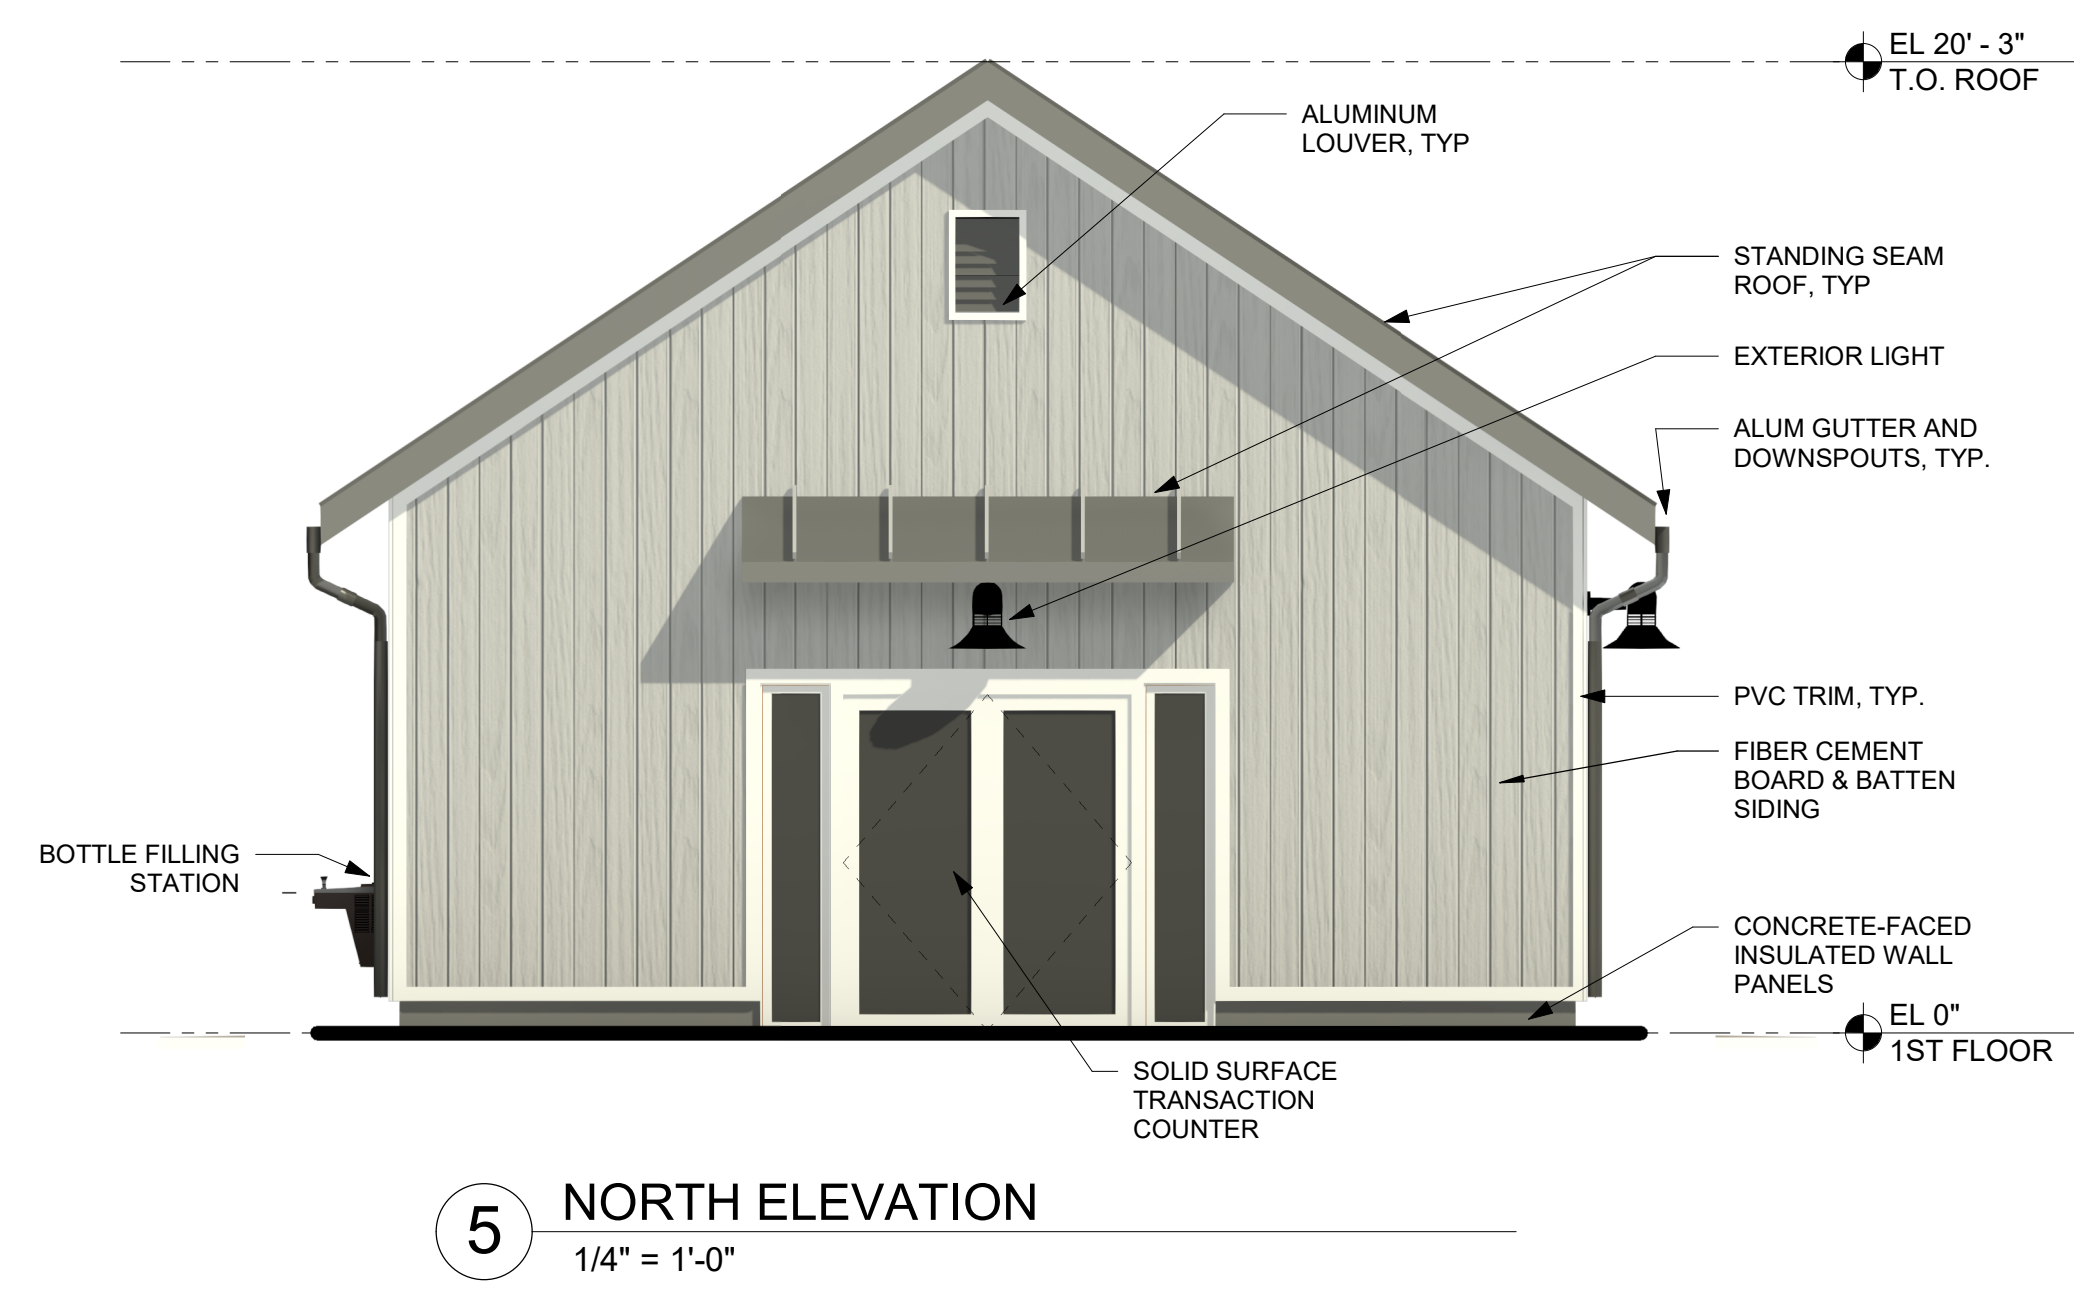 EL 20' - 3"
T.O. ROOF
ALUMINUM
LOUVER, TYP
STANDING SEAM
ROOF, TYP
EXTERIOR LIGHT
ALUM GUTTER AND
DOWNSPOUTS, TYP.
PVC TRIM, TYP.
FIBER CEMENT
BOARD & BATTEN
SIDING
BOTTLE FILLING
STATION
CONCRETE-FACED
INSULATED WALL
PANELS
EL 0"
1ST FLOOR
SOLID SURFACE
TRANSACTION
COUNTER
5
NORTH ELEVATION
1/4" = 1'-0"